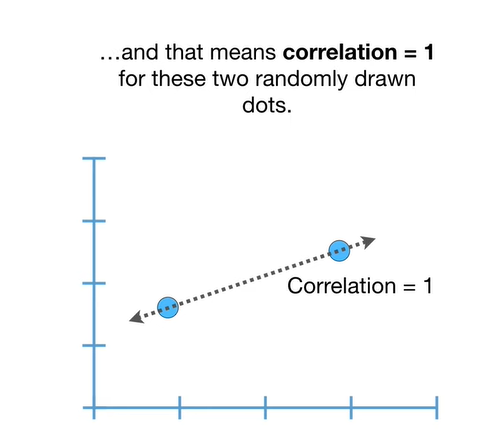 …and that means correlation = 1
for these two randomly drawn
dots.
Correlation = 1